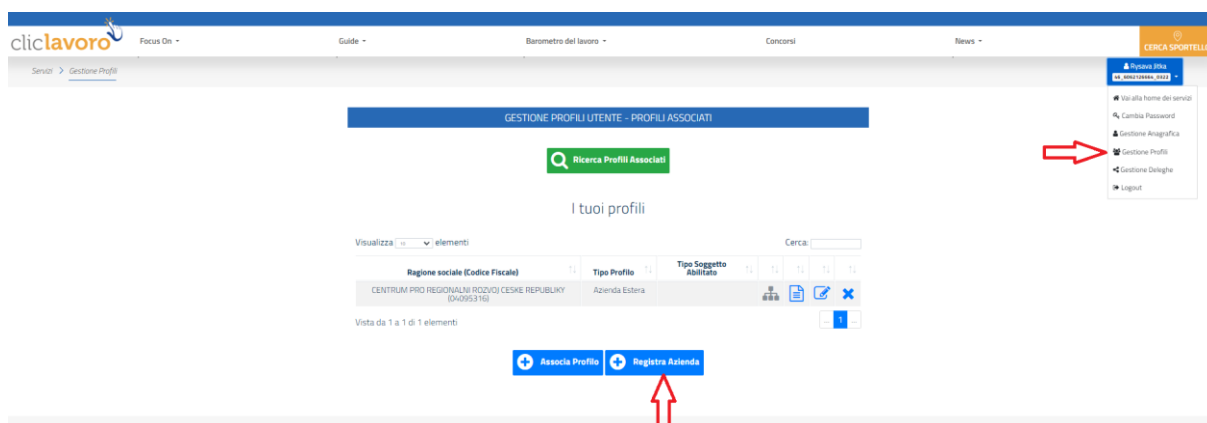 cliclavoro
Focus On
Guide
Barometro del lavoro
Concorsi
News
CERCA SPORTELLI
Servizi > Gestione Profili
Rysava Jitka
Vai alla home dei servizi
Cambia Password
Gestione Anagrafica
Gestione Profili
Gestione Deleghe
Logout
GESTIONE PROFILI UTENTE - PROFILI ASSOCIATI
Ricerca Profili Associati
I tuoi profili
Visualizza elementi
Cerca:
Ragione sociale (Codice Fiscale) Tipo Profilo Tipo Soggetto Abilitato
CENTRUM PRO REGIONALNI ROZVOJ CESKE REPUBLIKY (04095316) Azienda Estera
Vista da 1 a 1 di 1 elementi
... 1 ...
Associa Profilo
Registra Azienda